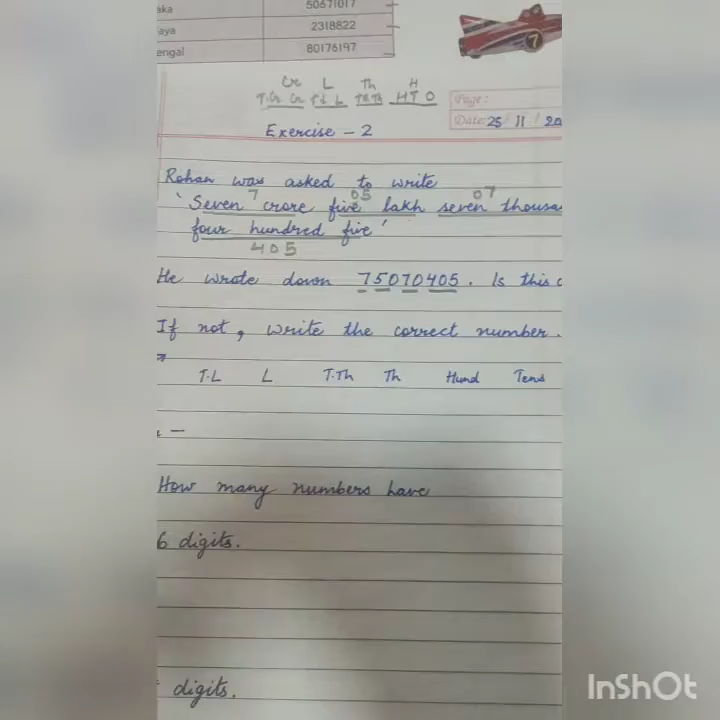 aka 50671017
aya 2318822
engal 80176197
7
Cr L Th H
T.Cr Cr T.L L T.Th Th H T O
Page:
Date: 25 / 11 / 20
Exercise - 2
Rohan was asked to write
7 05 07
'Seven crore five lakh seven thousa
four hundred five'
405
He wrote down 75070405. Is this c
If not, write the correct number.
T.L L T.Th Th Hund Tens
How many numbers have
6 digits.
digits.
InShOt